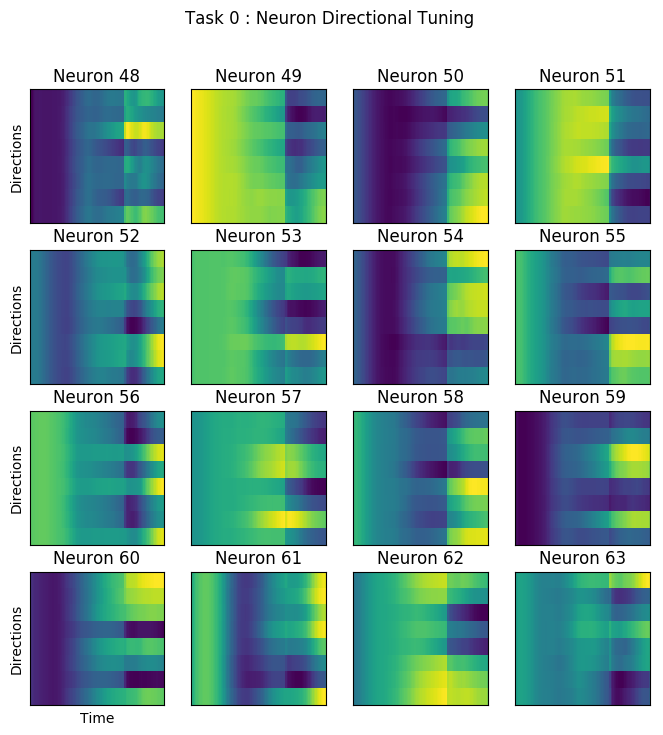 Task 0 : Neuron Directional Tuning
Neuron 48 Neuron 49 Neuron 50 Neuron 51
Directions
Neuron 52 Neuron 53 Neuron 54 Neuron 55
Directions
Neuron 56 Neuron 57 Neuron 58 Neuron 59
Directions
Neuron 60 Neuron 61 Neuron 62 Neuron 63
Directions
Time